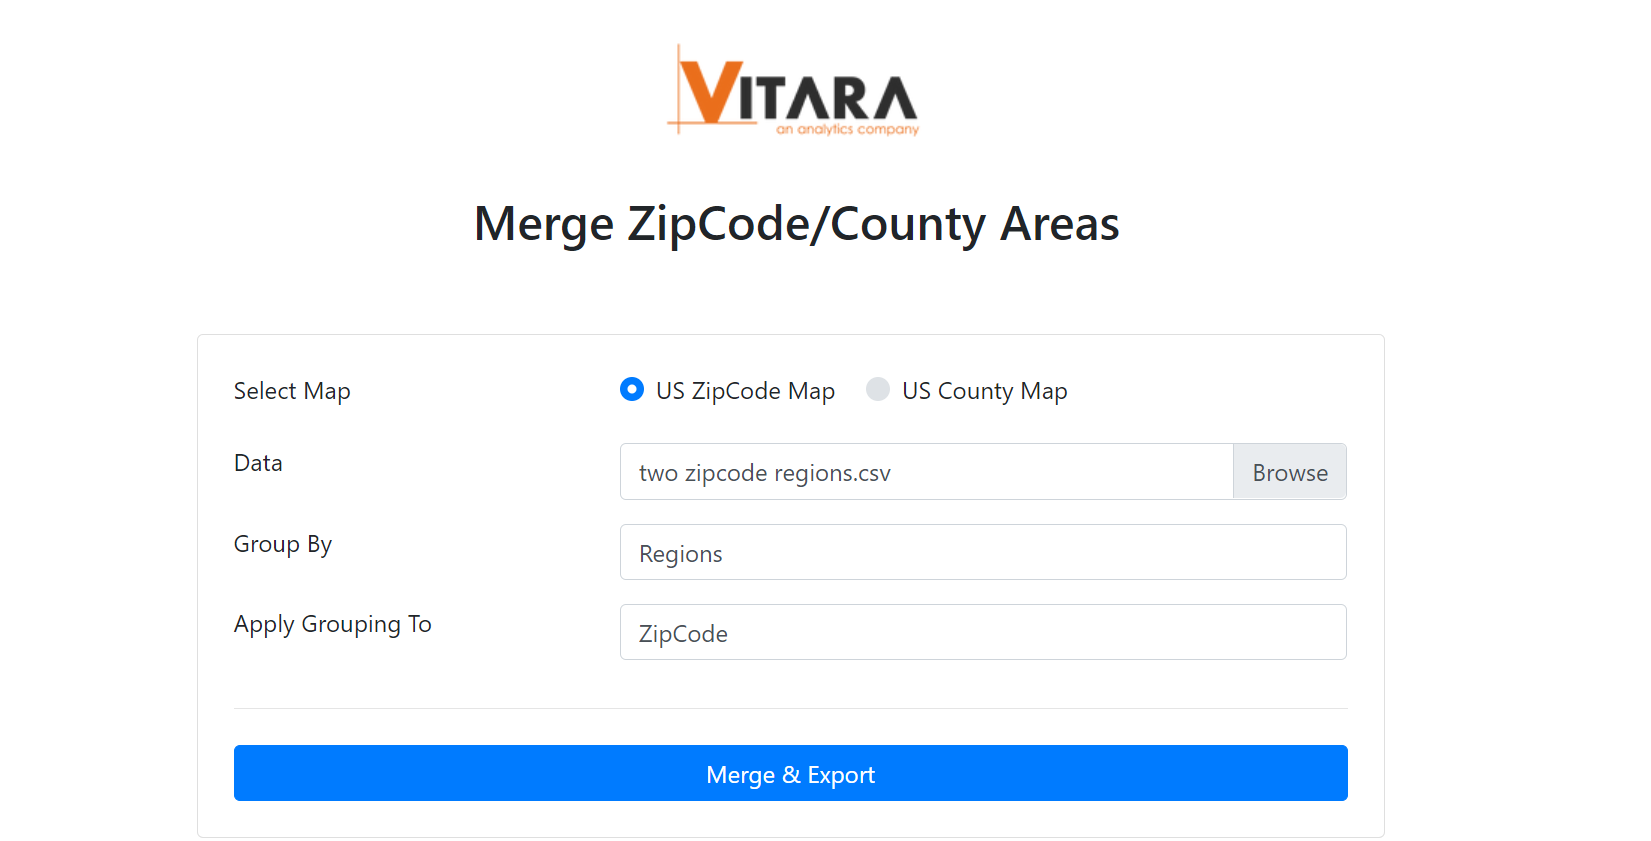 VITARA
an analytics company
Merge ZipCode/County Areas
Select Map
US ZipCode Map
US County Map
Data
two zipcode regions.csv
Browse
Group By
Regions
Apply Grouping To
ZipCode
Merge & Export